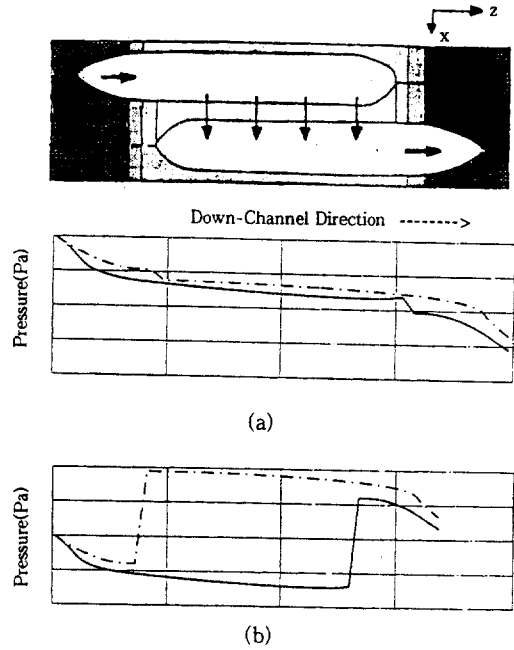 z
x
Down-Channel Direction ------>
Pressure(Pa)
(a)
Pressure(Pa)
(b)